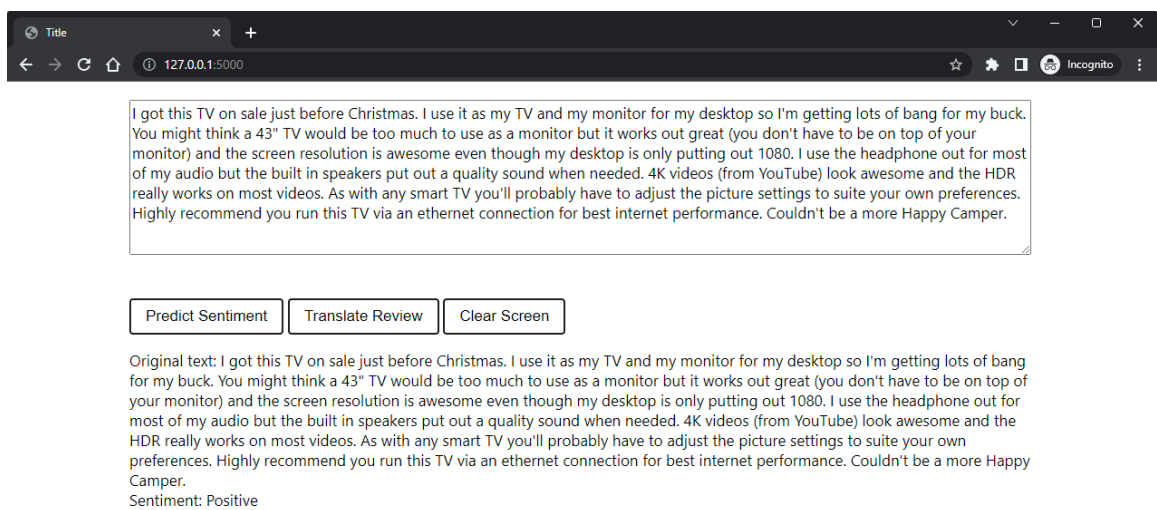 Title
127.0.0.1:5000
Incognito
I got this TV on sale just before Christmas. I use it as my TV and my monitor for my desktop so I'm getting lots of bang for my buck.
You might think a 43" TV would be too much to use as a monitor but it works out great (you don't have to be on top of your
monitor) and the screen resolution is awesome even though my desktop is only putting out 1080. I use the headphone out for most
of my audio but the built in speakers put out a quality sound when needed. 4K videos (from YouTube) look awesome and the HDR
really works on most videos. As with any smart TV you'll probably have to adjust the picture settings to suite your own preferences.
Highly recommend you run this TV via an ethernet connection for best internet performance. Couldn't be a more Happy Camper.
Predict Sentiment
Translate Review
Clear Screen
Original text: I got this TV on sale just before Christmas. I use it as my TV and my monitor for my desktop so I'm getting lots of bang
for my buck. You might think a 43" TV would be too much to use as a monitor but it works out great (you don't have to be on top of
your monitor) and the screen resolution is awesome even though my desktop is only putting out 1080. I use the headphone out for
most of my audio but the built in speakers put out a quality sound when needed. 4K videos (from YouTube) look awesome and the
HDR really works on most videos. As with any smart TV you'll probably have to adjust the picture settings to suite your own
preferences. Highly recommend you run this TV via an ethernet connection for best internet performance. Couldn't be a more Happy
Camper.
Sentiment: Positive